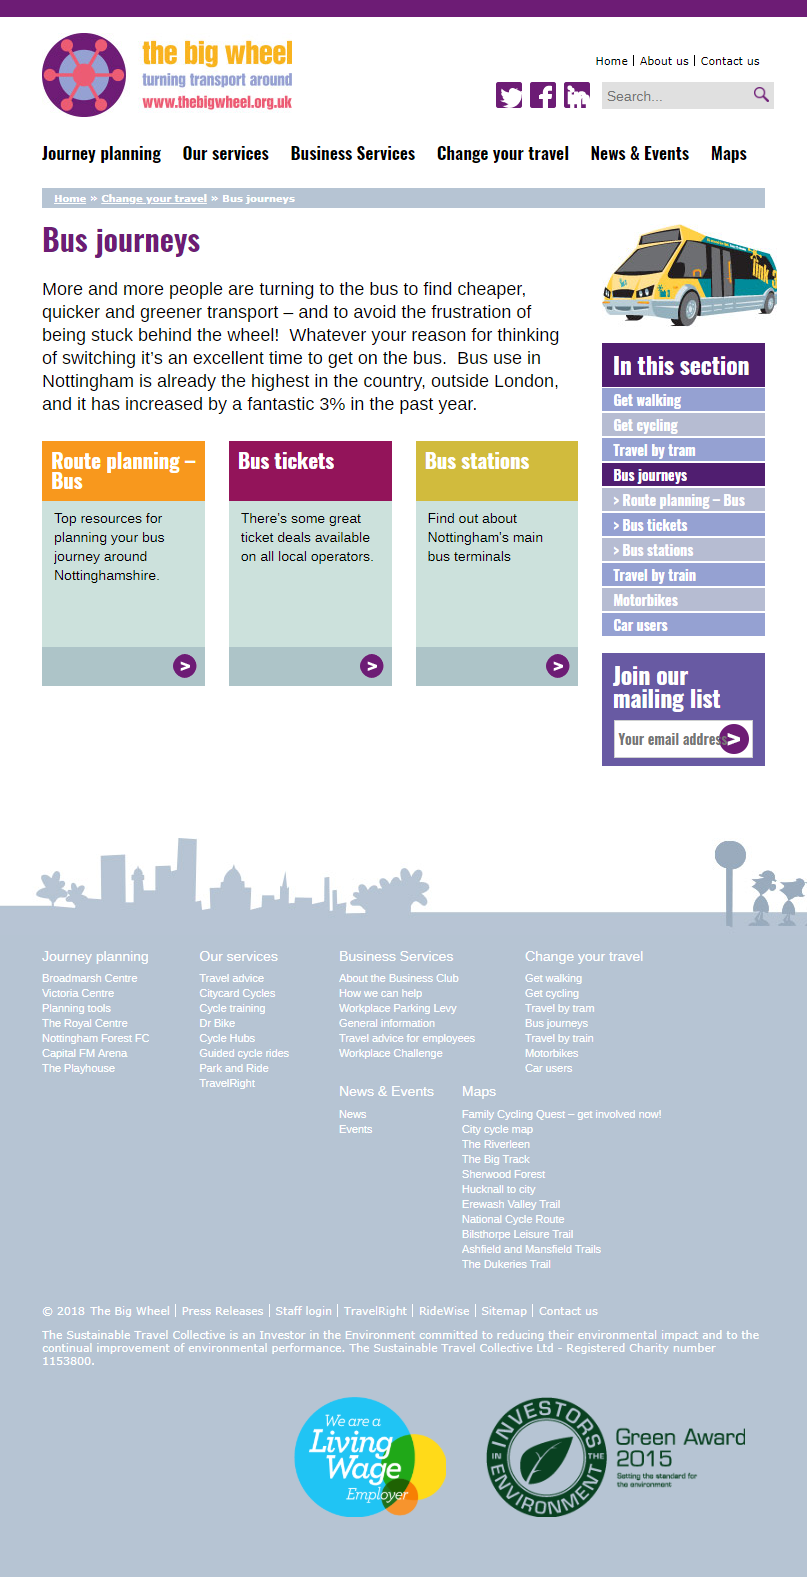 the big wheel
turning transport around
www.thebigwheel.org.uk
Home | About us | Contact us
Search...
Journey planning
Our services
Business Services
Change your travel
News & Events
Maps
Home » Change your travel » Bus journeys
Bus journeys
More and more people are turning to the bus to find cheaper,
quicker and greener transport – and to avoid the frustration of
being stuck behind the wheel!  Whatever your reason for thinking
of switching it’s an excellent time to get on the bus.  Bus use in
Nottingham is already the highest in the country, outside London,
and it has increased by a fantastic 3% in the past year.
Route planning –
Bus
Top resources for
planning your bus
journey around
Nottinghamshire.
>
Bus tickets
There’s some great
ticket deals available
on all local operators.
>
Bus stations
Find out about
Nottingham’s main
bus terminals
>
link 3
In this section
Get walking
Get cycling
Travel by tram
Bus journeys
> Route planning – Bus
> Bus tickets
> Bus stations
Travel by train
Motorbikes
Car users
Join our
mailing list
Your email address
>
Journey planning
Broadmarsh Centre
Victoria Centre
Planning tools
The Royal Centre
Nottingham Forest FC
Capital FM Arena
The Playhouse
Our services
Travel advice
Citycard Cycles
Cycle training
Dr Bike
Cycle Hubs
Guided cycle rides
Park and Ride
TravelRight
Business Services
About the Business Club
How we can help
Workplace Parking Levy
General information
Travel advice for employees
Workplace Challenge
Change your travel
Get walking
Get cycling
Travel by tram
Bus journeys
Travel by train
Motorbikes
Car users
News & Events
News
Events
Maps
Family Cycling Quest – get involved now!
City cycle map
The Riverleen
The Big Track
Sherwood Forest
Hucknall to city
Erewash Valley Trail
National Cycle Route
Bilsthorpe Leisure Trail
Ashfield and Mansfield Trails
The Dukeries Trail
© 2018 The Big Wheel | Press Releases | Staff login | TravelRight | RideWise | Sitemap | Contact us
The Sustainable Travel Collective is an Investor in the Environment committed to reducing their environmental impact and to the
continual improvement of environmental performance. The Sustainable Travel Collective Ltd - Registered Charity number
1153800.
We are a
Living
Wage
Employer
INVESTORS
IN THE
ENVIRONMENT
Green Award
2015
Setting the standard for
the environment